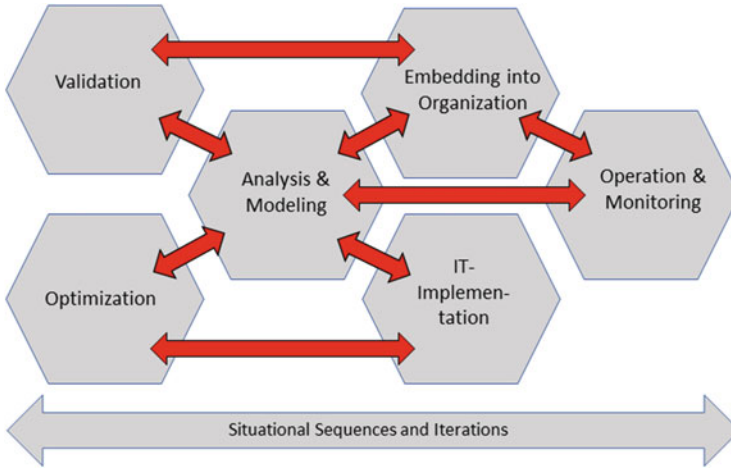 Validation
Embedding into
Organization
Analysis &
Modeling
Operation &
Monitoring
Optimization
IT-
Implemen-
tation
Situational Sequences and Iterations